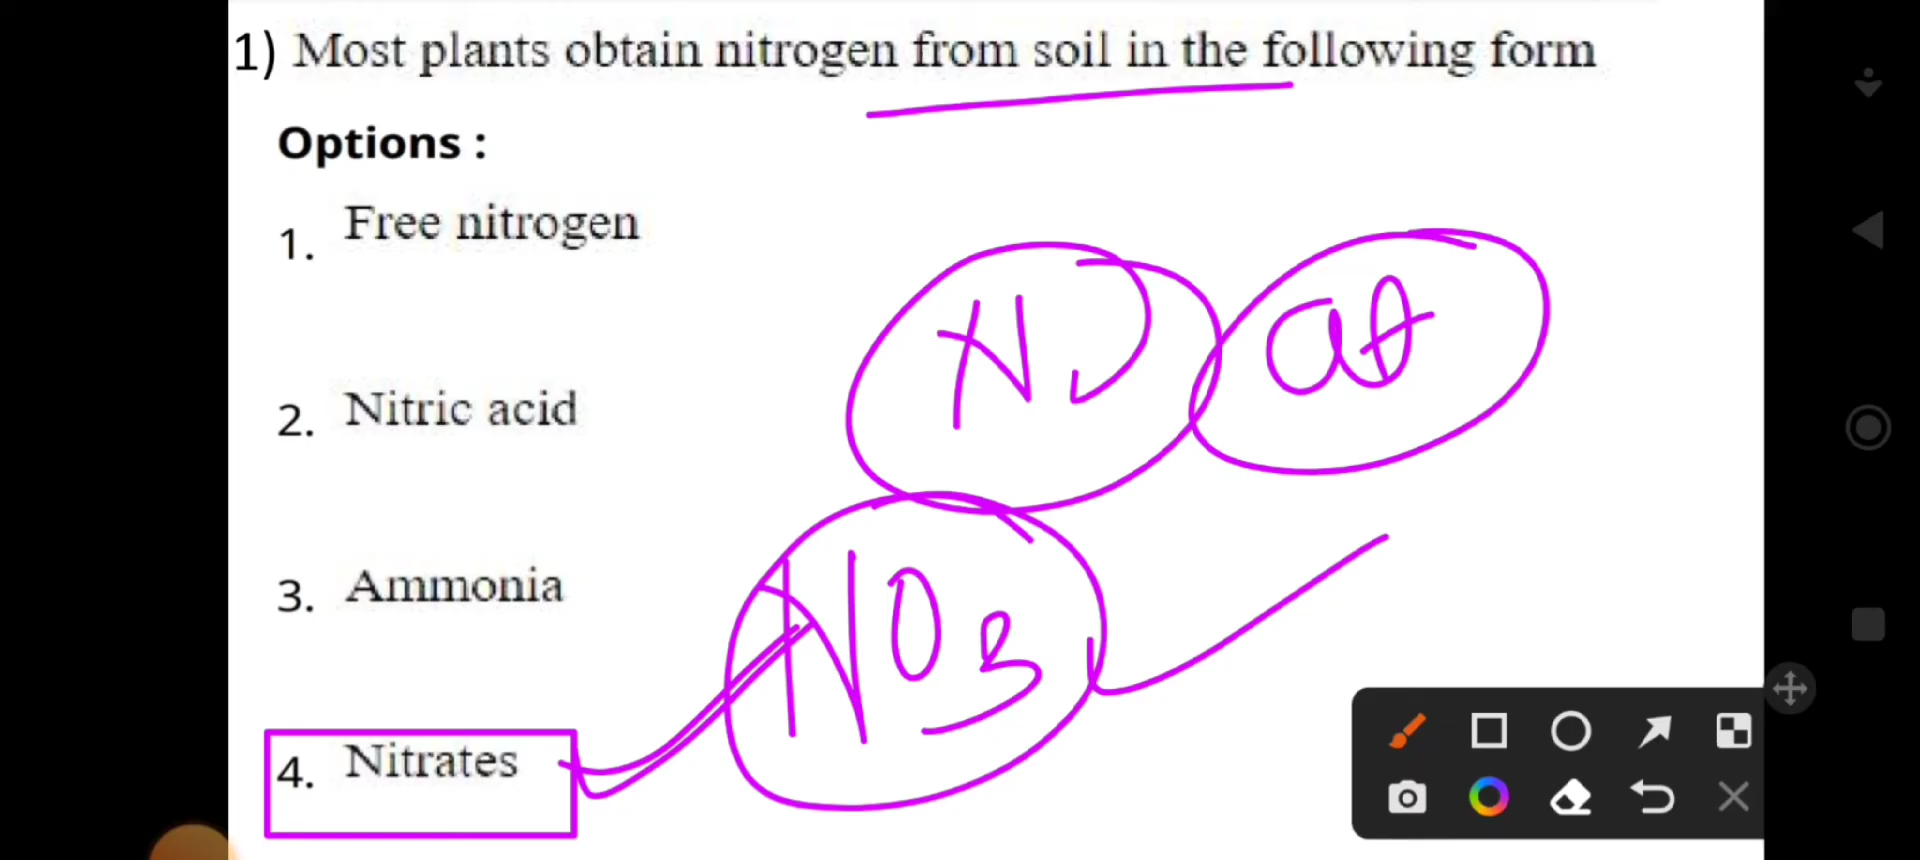 1) Most plants obtain nitrogen from soil in the following form
Options :
1. Free nitrogen
2. Nitric acid
3. Ammonia
NO3
4. Nitrates